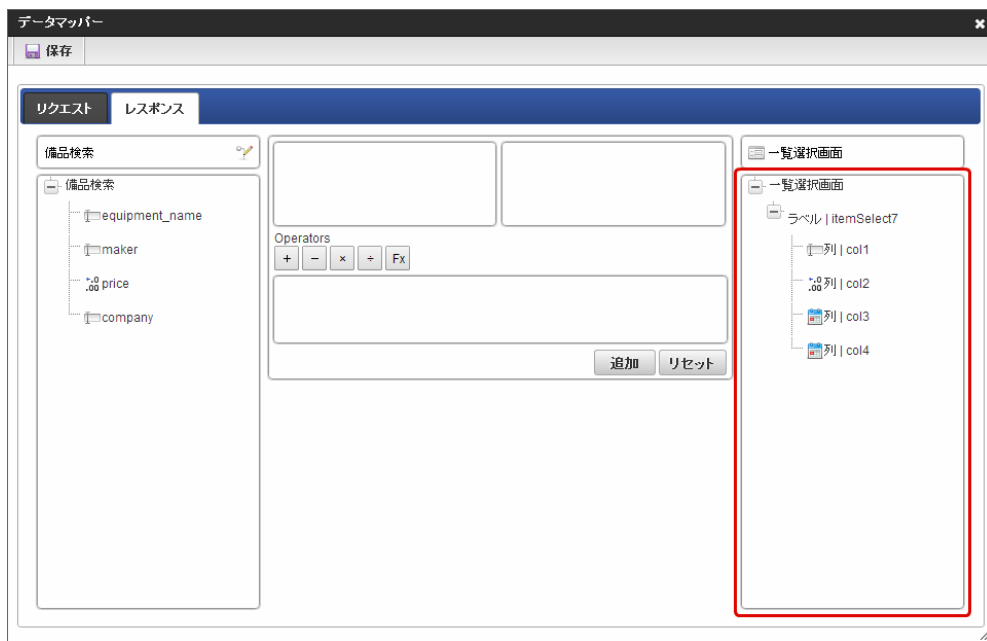 データマッパー
保存
リクエスト
レスポンス
備品検索
備品検索
equipment_name
maker
price
company
Operators
+ − × ÷ Fx
追加
リセット
一覧選択画面
一覧選択画面
ラベル | itemSelect7
列 | col1
列 | col2
列 | col3
列 | col4